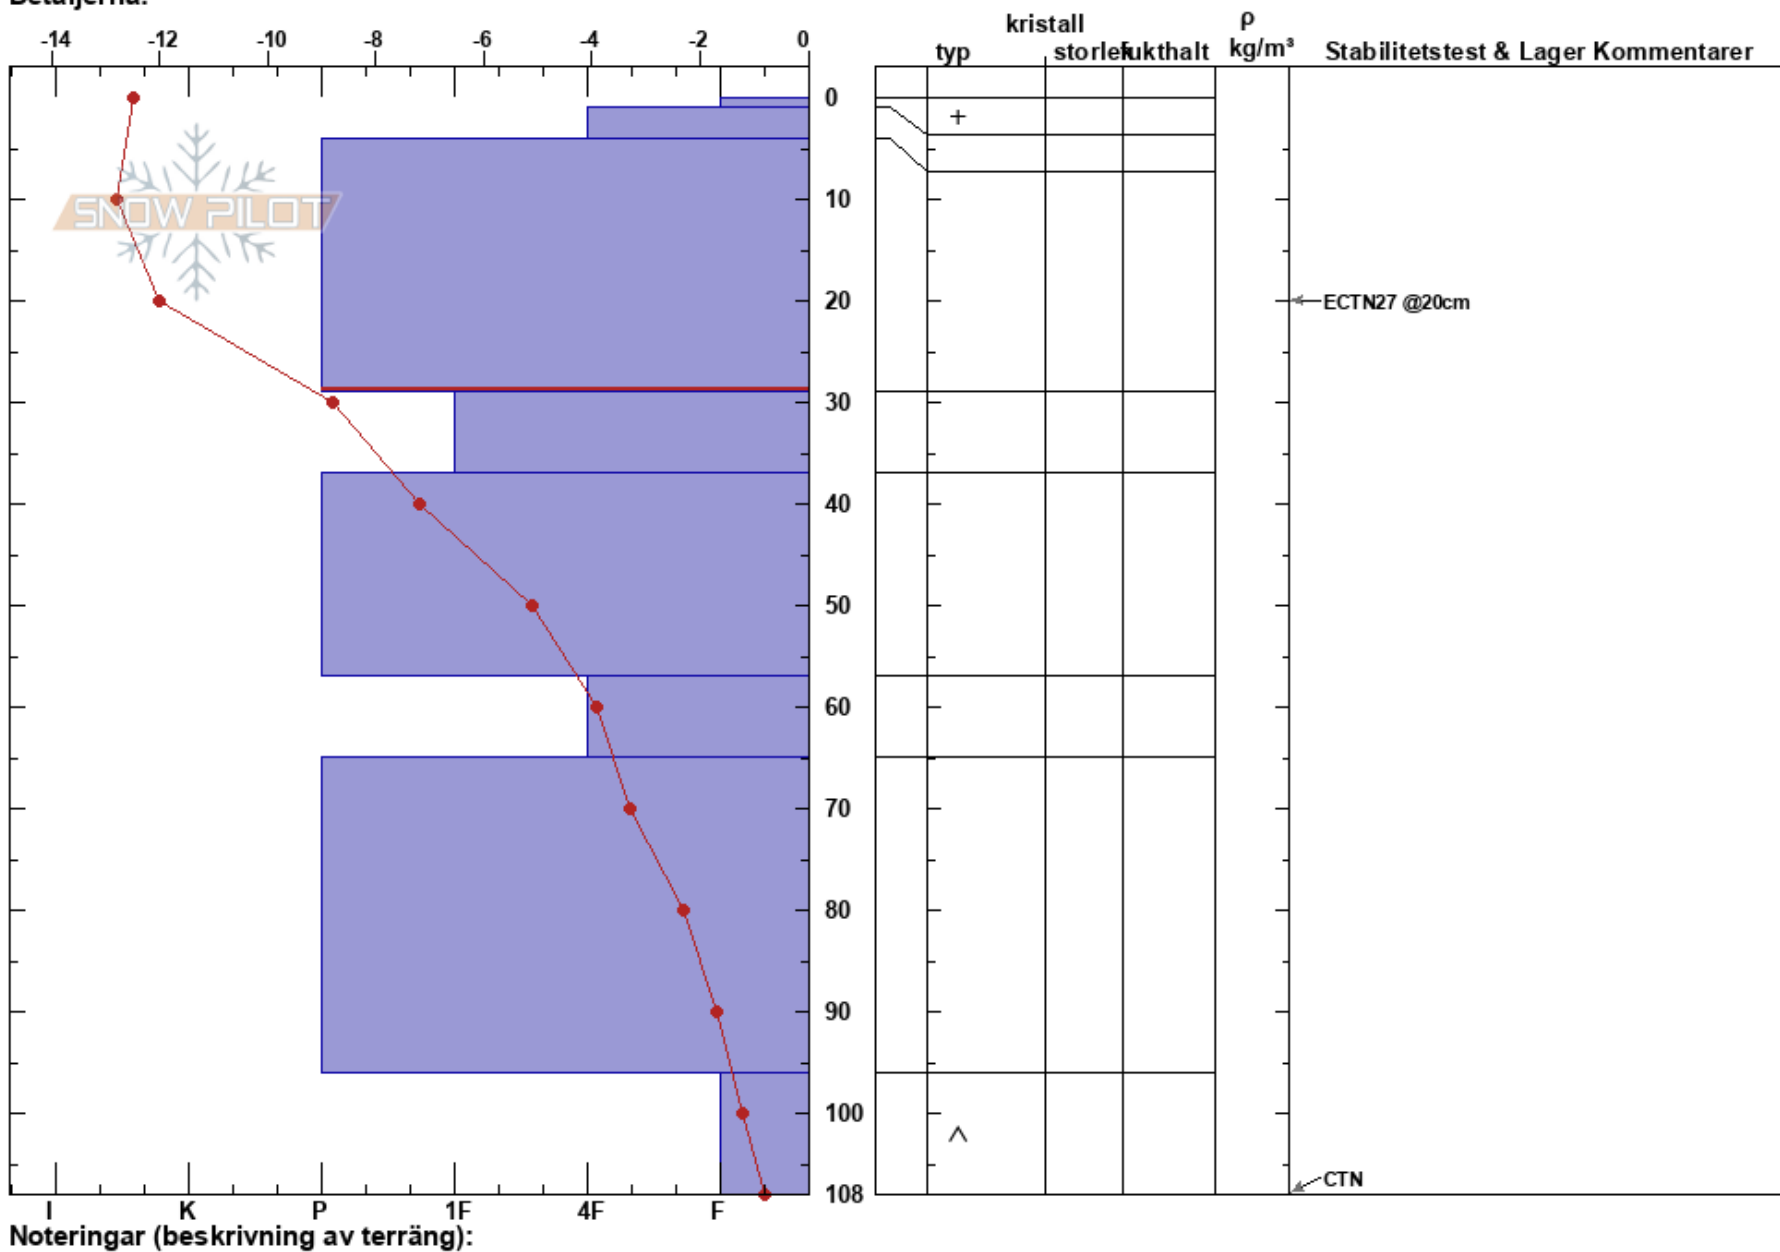 Detaljerna:
kristall ρ
typ storlek fukthalt kg/m³ Stabilitetstest & Lager Kommentarer
-14 -12 -10 -8 -6 -4 -2 0
0
+
10
SNOW PILOT
20 ECTN27 @20cm
30
40
50
60
70
80
90
100
^
108 CTN
I K P 1F 4F F
Noteringar (beskrivning av terräng):